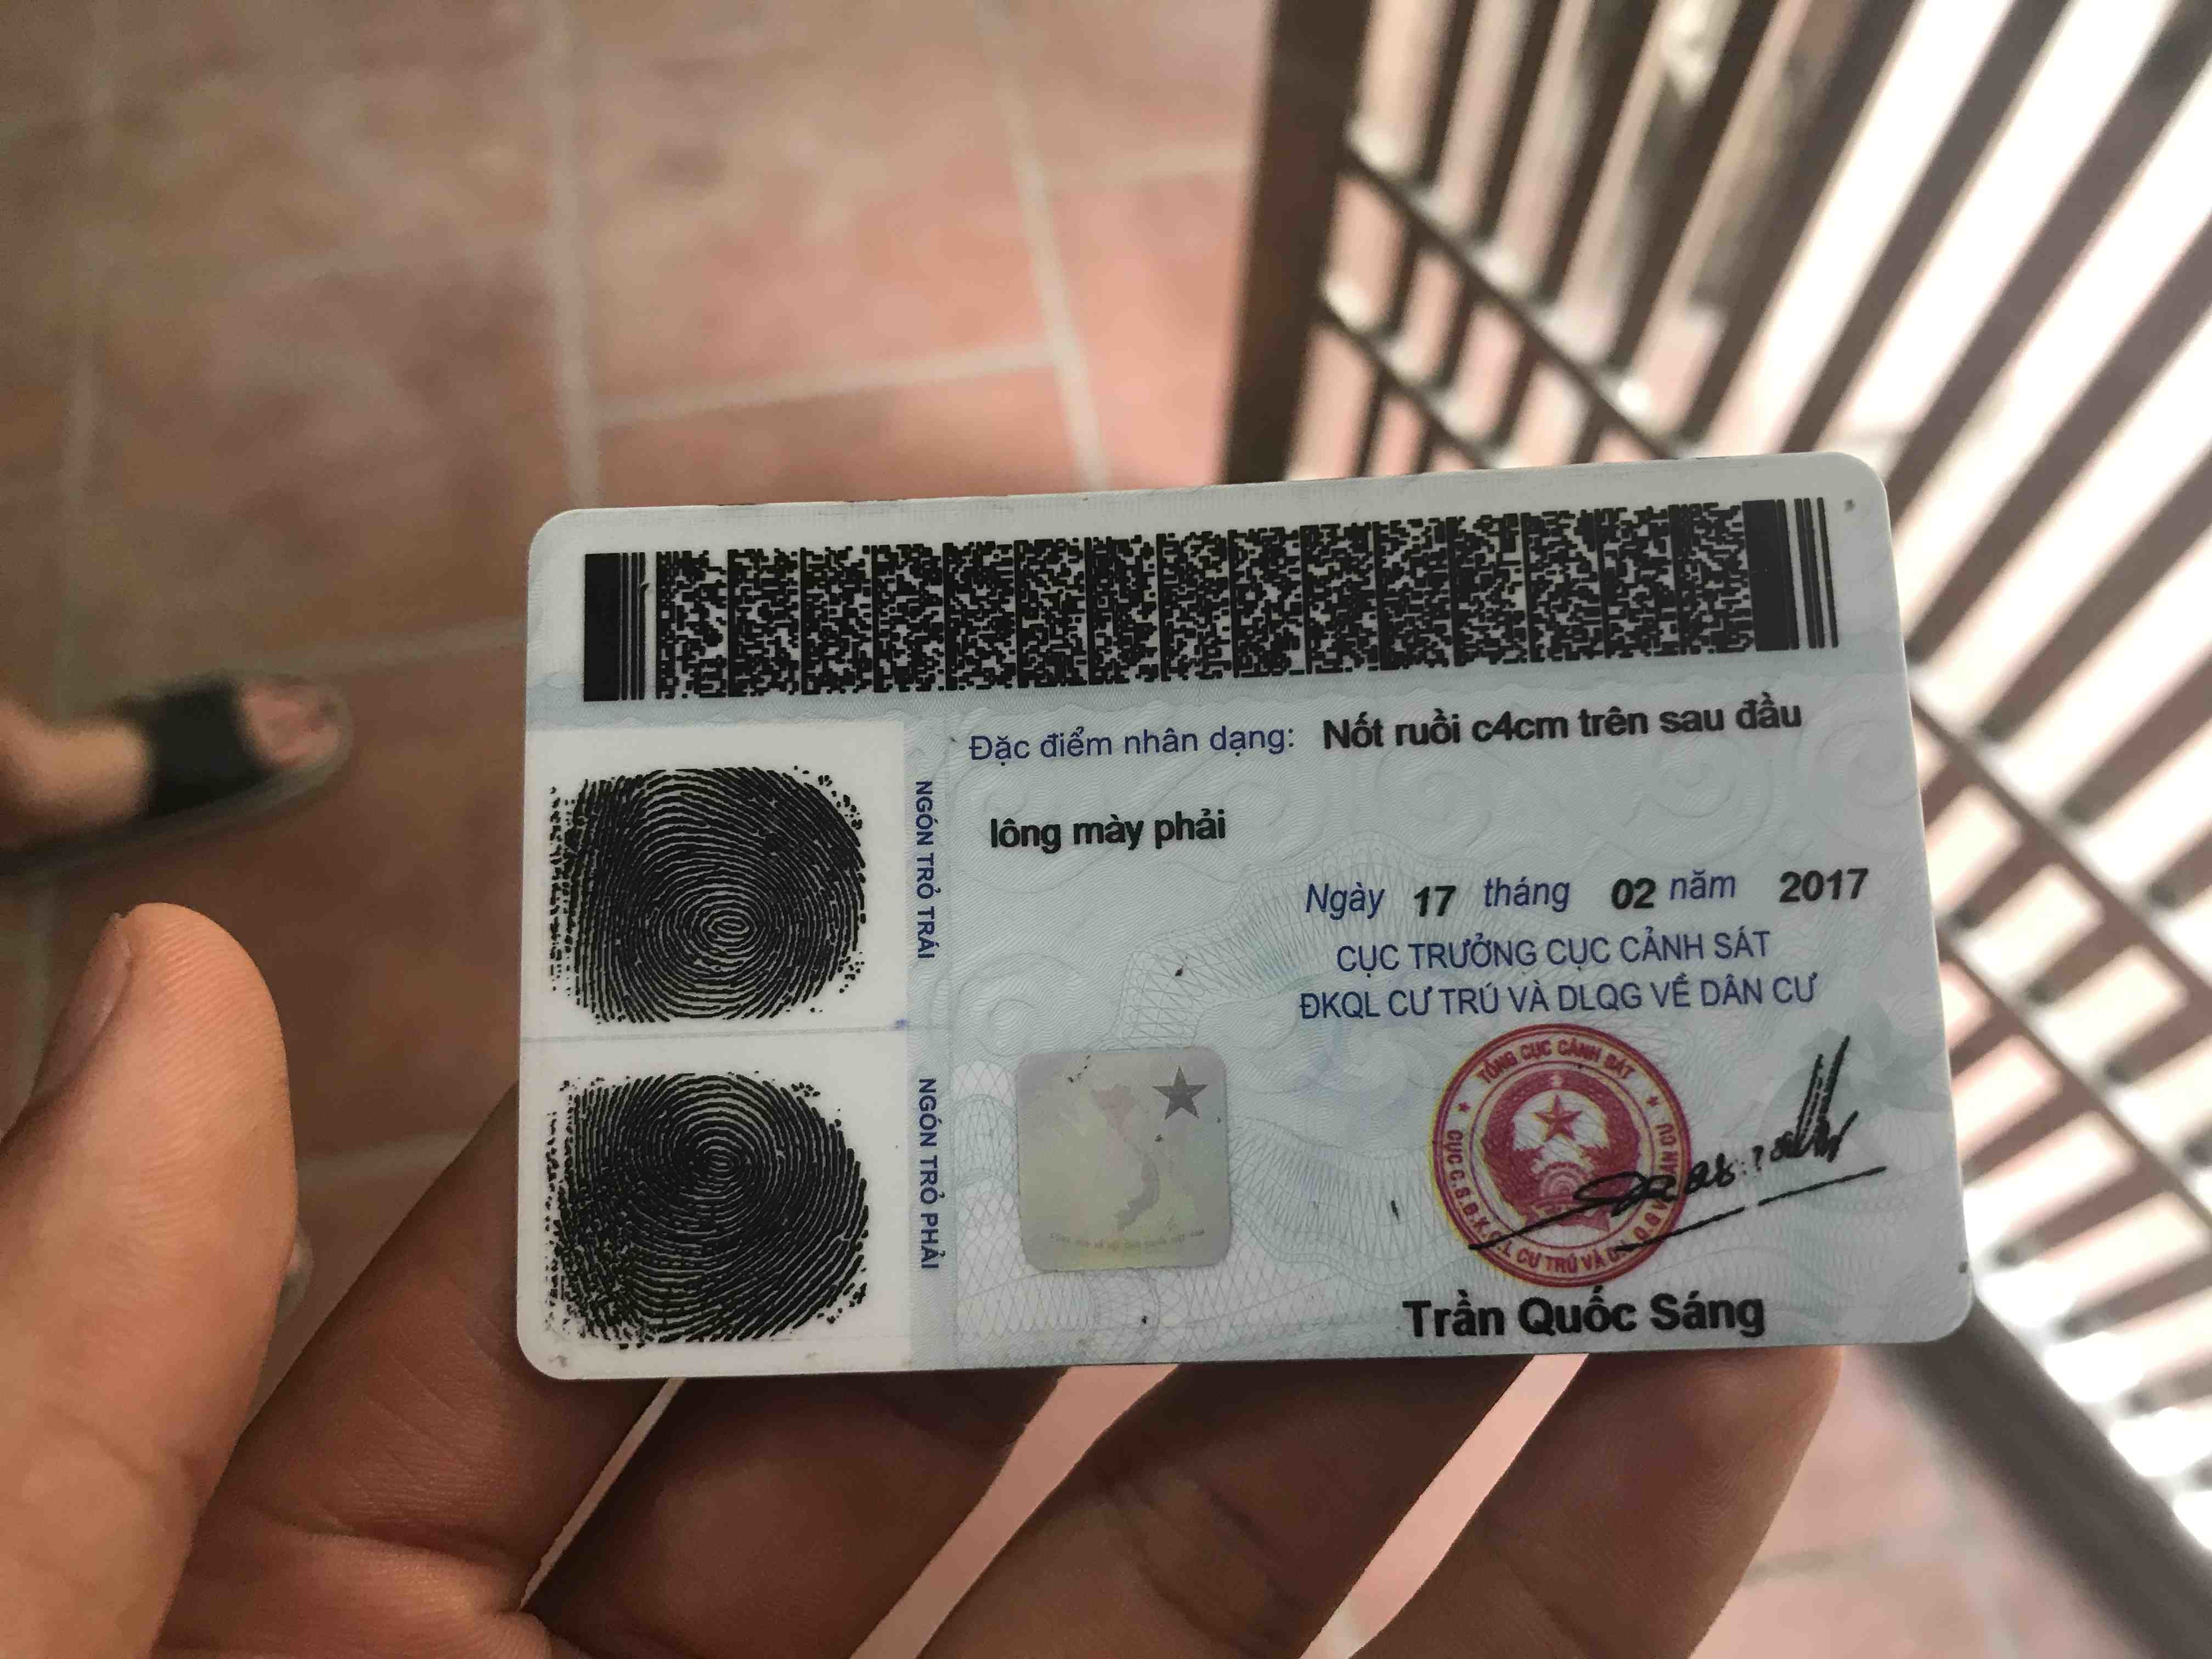 Đặc điểm nhân dạng: Nốt ruồi c4cm trên sau đầu
lông mày phải
NGÓN TRỎ TRÁI
NGÓN TRỎ PHẢI
Ngày 17 tháng 02 năm 2017
CỤC TRƯỞNG CỤC CẢNH SÁT
ĐKQL CƯ TRÚ VÀ DLQG VỀ DÂN CƯ
TỔNG CỤC CẢNH SÁT
CƯ TRÚ VÀ
Trần Quốc Sáng